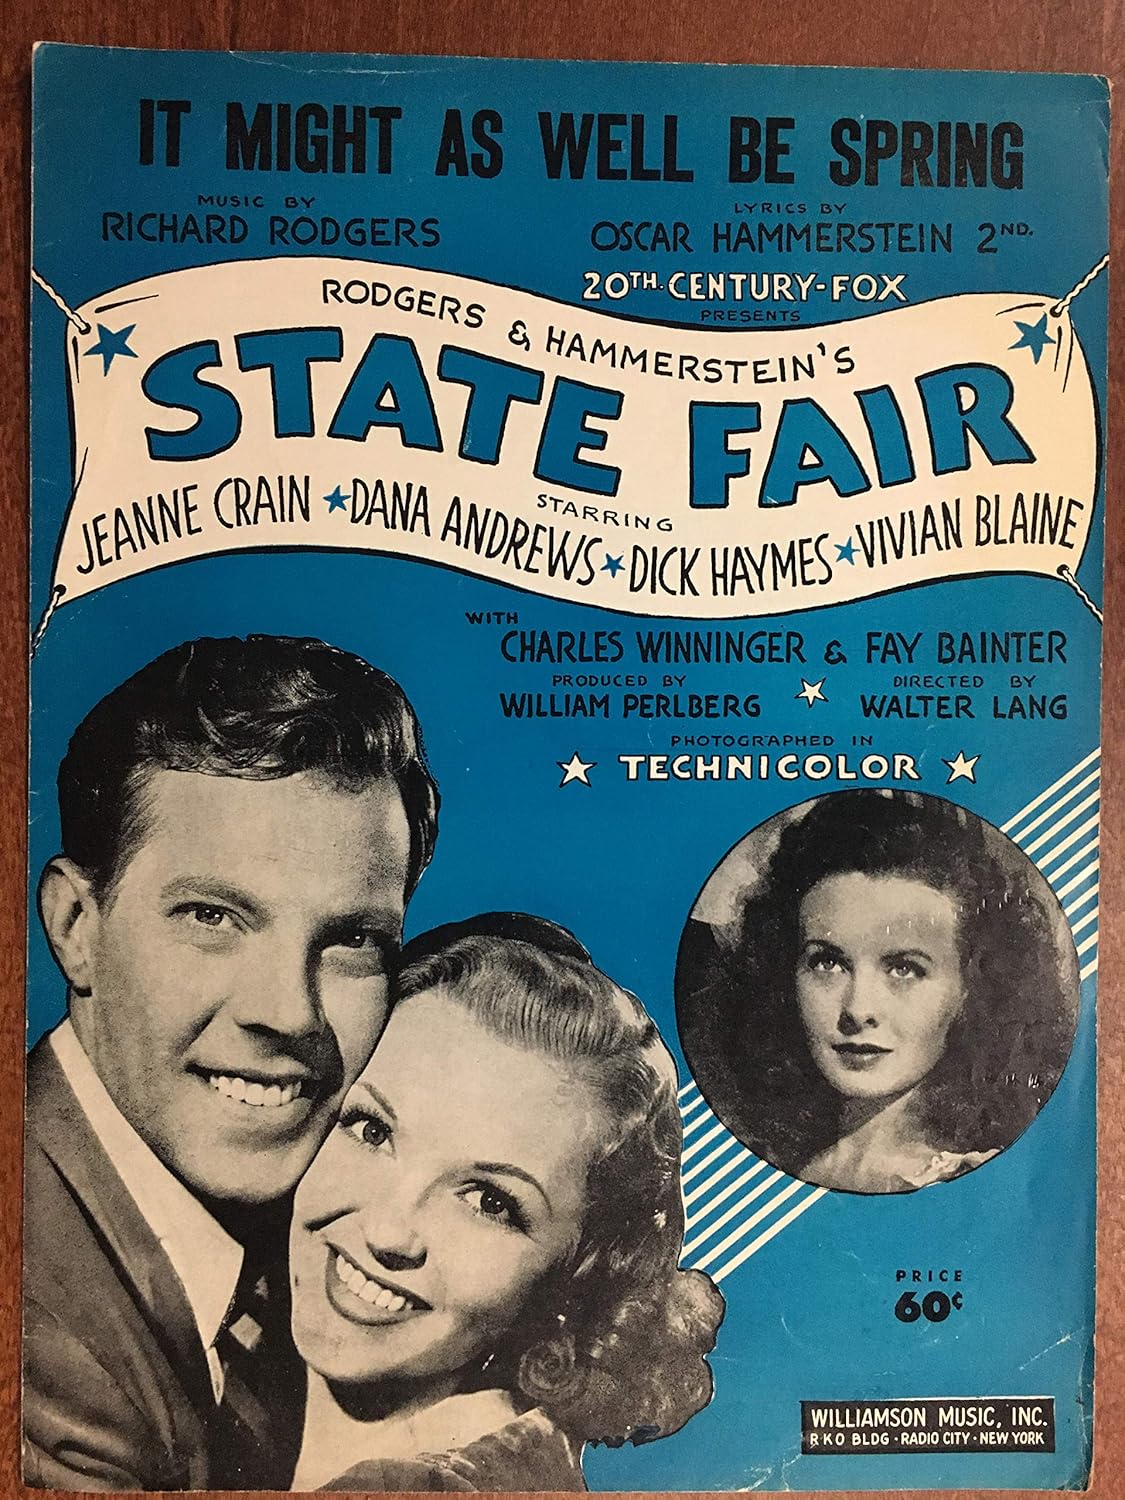 IT MIGHT AS WELL BE SPRING
MUSIC BY
RICHARD RODGERS
LYRICS BY
OSCAR HAMMERSTEIN 2ND.
20TH. CENTURY-FOX
PRESENTS
RODGERS & HAMMERSTEIN'S
STATE FAIR
STARRING
JEANNE CRAIN ★ DANA ANDREWS ★ DICK HAYMES ★ VIVIAN BLAINE
WITH
CHARLES WINNINGER & FAY BAINTER
PRODUCED BY
WILLIAM PERLBERG
DIRECTED BY
WALTER LANG
PHOTOGRAPHED IN
★ TECHNICOLOR ★
PRICE
60¢
WILLIAMSON MUSIC, INC.
RKO BLDG · RADIO CITY · NEW YORK